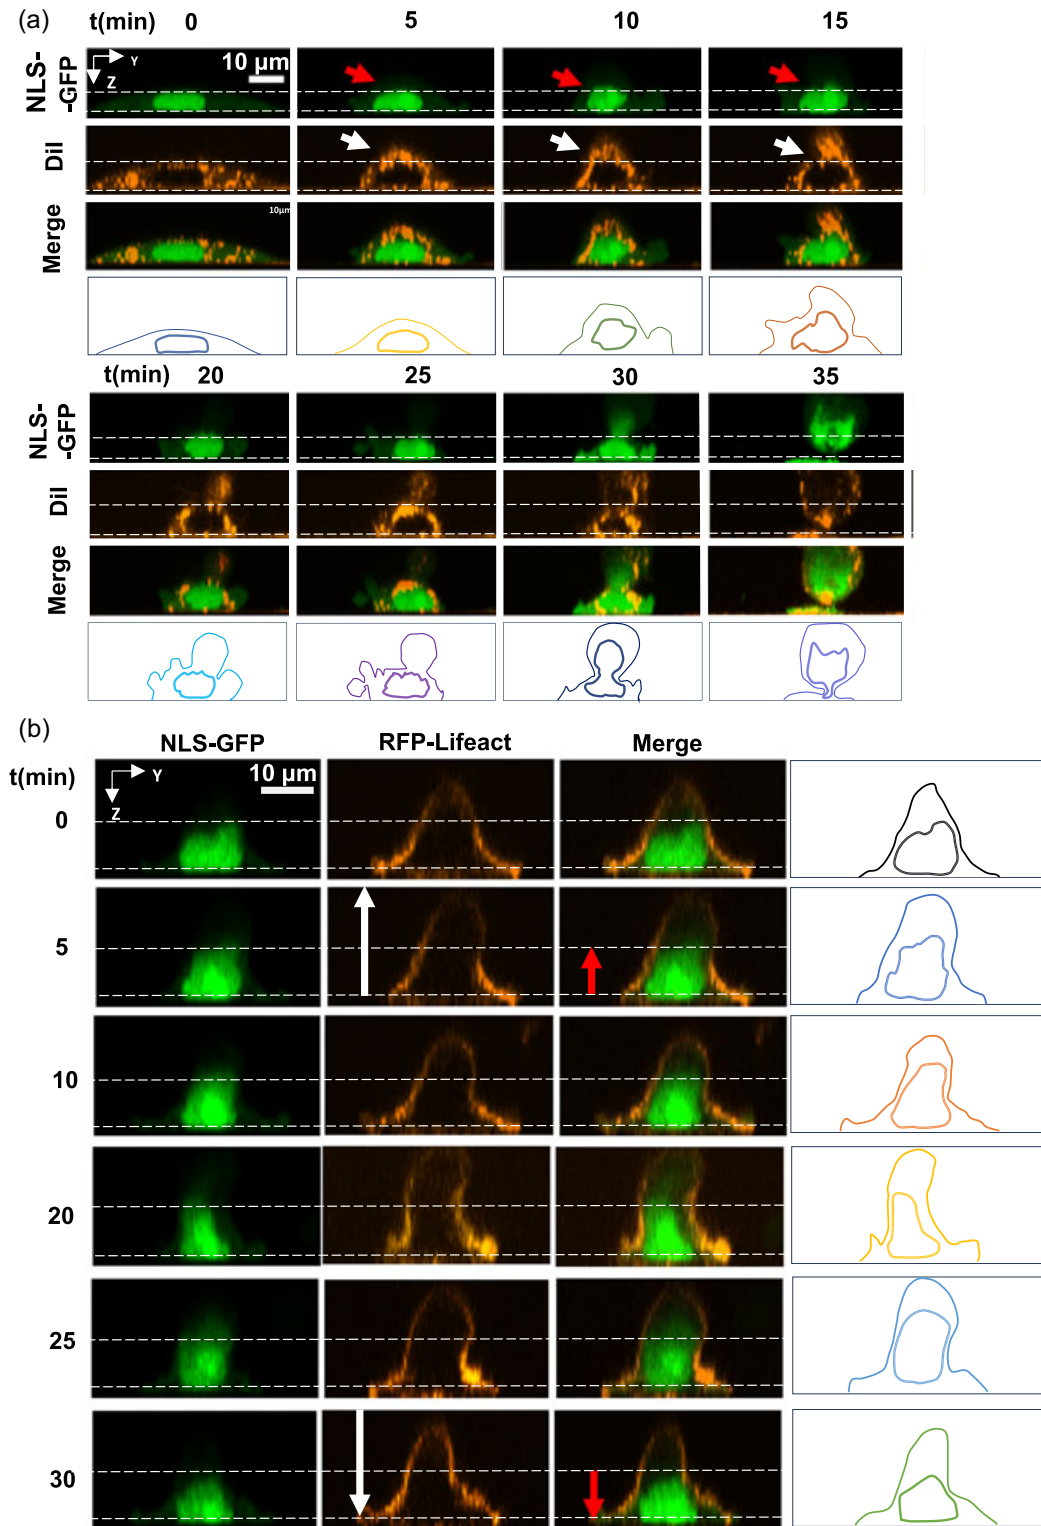 (a)
t(min) 0 5 10 15
NLS-
-GFP
Y
Z
10 µm
DiI
Merge
10µm
t(min) 20 25 30 35
NLS-
-GFP
DiI
Merge
(b)
NLS-GFP RFP-Lifeact Merge
t(min)
Y
Z
10 µm
0
5
10
20
25
30